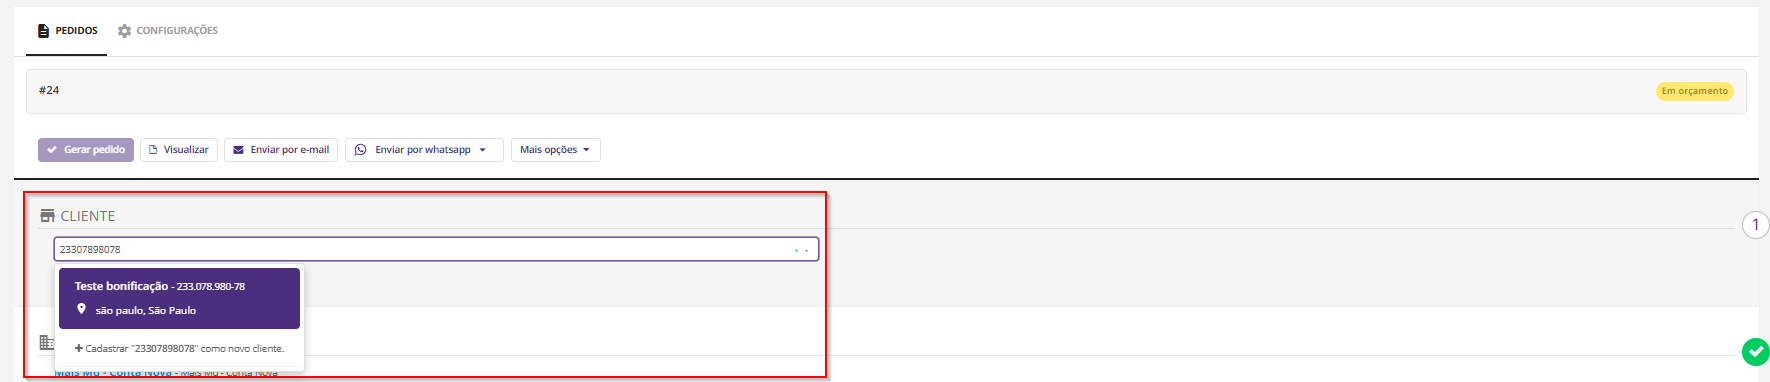 PEDIDOS
CONFIGURAÇÕES
#24
Em orçamento
Gerar pedido
Visualizar
Enviar por e-mail
Enviar por whatsapp
Mais opções
CLIENTE
1
23307898078
Teste bonificação - 233.078.980-78
são paulo, São Paulo
+ Cadastrar "23307898078" como novo cliente.
Mais Mu - Conta Nova - Mais Mu - Conta Nova